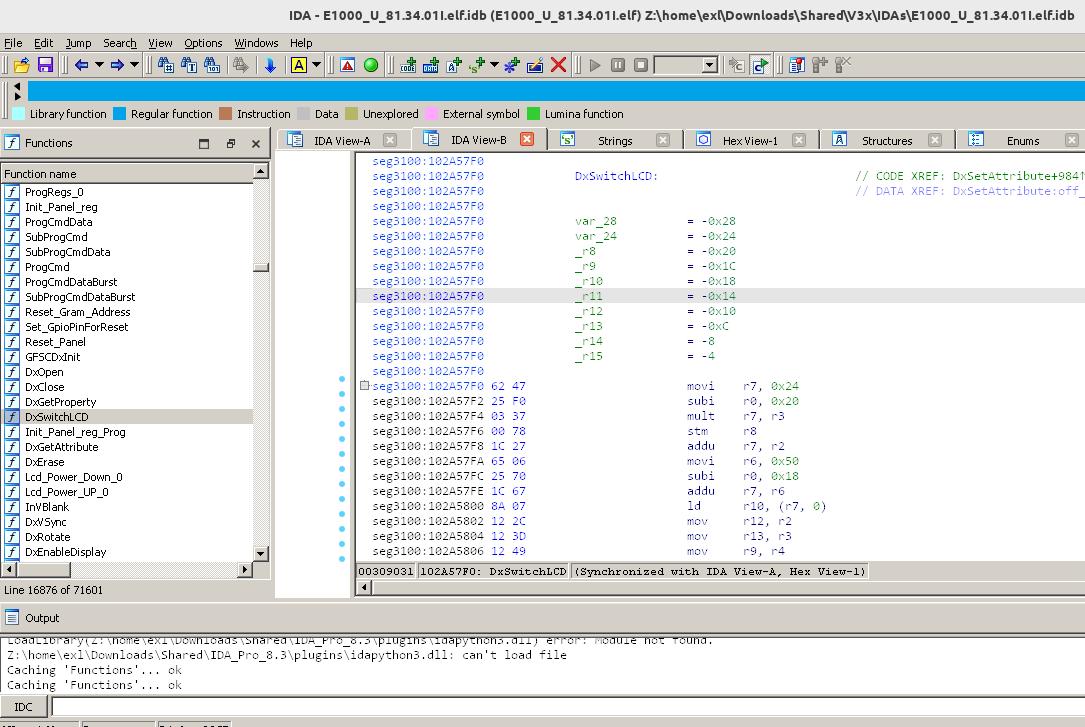 IDA - E1000_U_81.34.01I.elf.idb (E1000_U_81.34.01I.elf) Z:\home\exl\Downloads\Shared\V3x\IDAs\E1000_U_81.34.01I.elf.idb
File Edit Jump Search View Options Windows Help
Library function Regular function Instruction Data Unexplored External symbol Lumina function
Functions
IDA View-A IDA View-B Strings Hex View-1 Structures Enums
Function name
ProgRegs_0
Init_Panel_reg
ProgCmdData
SubProgCmd
SubProgCmdData
ProgCmd
ProgCmdDataBurst
SubProgCmdDataBurst
Reset_Gram_Address
Set_GpioPinForReset
Reset_Panel
GFSCDxInit
DxOpen
DxClose
DxGetProperty
DxSwitchLCD
Init_Panel_reg_Prog
DxGetAttribute
DxErase
Lcd_Power_Down_0
Lcd_Power_UP_0
InVBlank
DxVSync
DxRotate
DxEnableDisplay
Line 16876 of 71601
seg3100:102A57F0
seg3100:102A57F0 DxSwitchLCD: // CODE XREF: DxSetAttribute+984↑
seg3100:102A57F0 // DATA XREF: DxSetAttribute:off_
seg3100:102A57F0
seg3100:102A57F0 var_28 = -0x28
seg3100:102A57F0 var_24 = -0x24
seg3100:102A57F0 _r8 = -0x20
seg3100:102A57F0 _r9 = -0x1C
seg3100:102A57F0 _r10 = -0x18
seg3100:102A57F0 _r11 = -0x14
seg3100:102A57F0 _r12 = -0x10
seg3100:102A57F0 _r13 = -0xC
seg3100:102A57F0 _r14 = -8
seg3100:102A57F0 _r15 = -4
seg3100:102A57F0
seg3100:102A57F0 62 47 movi r7, 0x24
seg3100:102A57F2 25 F0 subi r0, 0x20
seg3100:102A57F4 03 37 mult r7, r3
seg3100:102A57F6 00 78 stm r8
seg3100:102A57F8 1C 27 addu r7, r2
seg3100:102A57FA 65 06 movi r6, 0x50
seg3100:102A57FC 25 70 subi r0, 0x18
seg3100:102A57FE 1C 67 addu r7, r6
seg3100:102A5800 8A 07 ld r10, (r7, 0)
seg3100:102A5802 12 2C mov r12, r2
seg3100:102A5804 12 3D mov r13, r3
seg3100:102A5806 12 49 mov r9, r4
00309031 102A57F0: DxSwitchLCD (Synchronized with IDA View-A, Hex View-1)
Output
LoadLibrary(Z:\home\exl\Downloads\Shared\IDA_Pro_8.3\plugins\idapython3.dll) error: Module not found.
Z:\home\exl\Downloads\Shared\IDA_Pro_8.3\plugins\idapython3.dll: can't load file
Caching 'Functions'... ok
Caching 'Functions'... ok
IDC